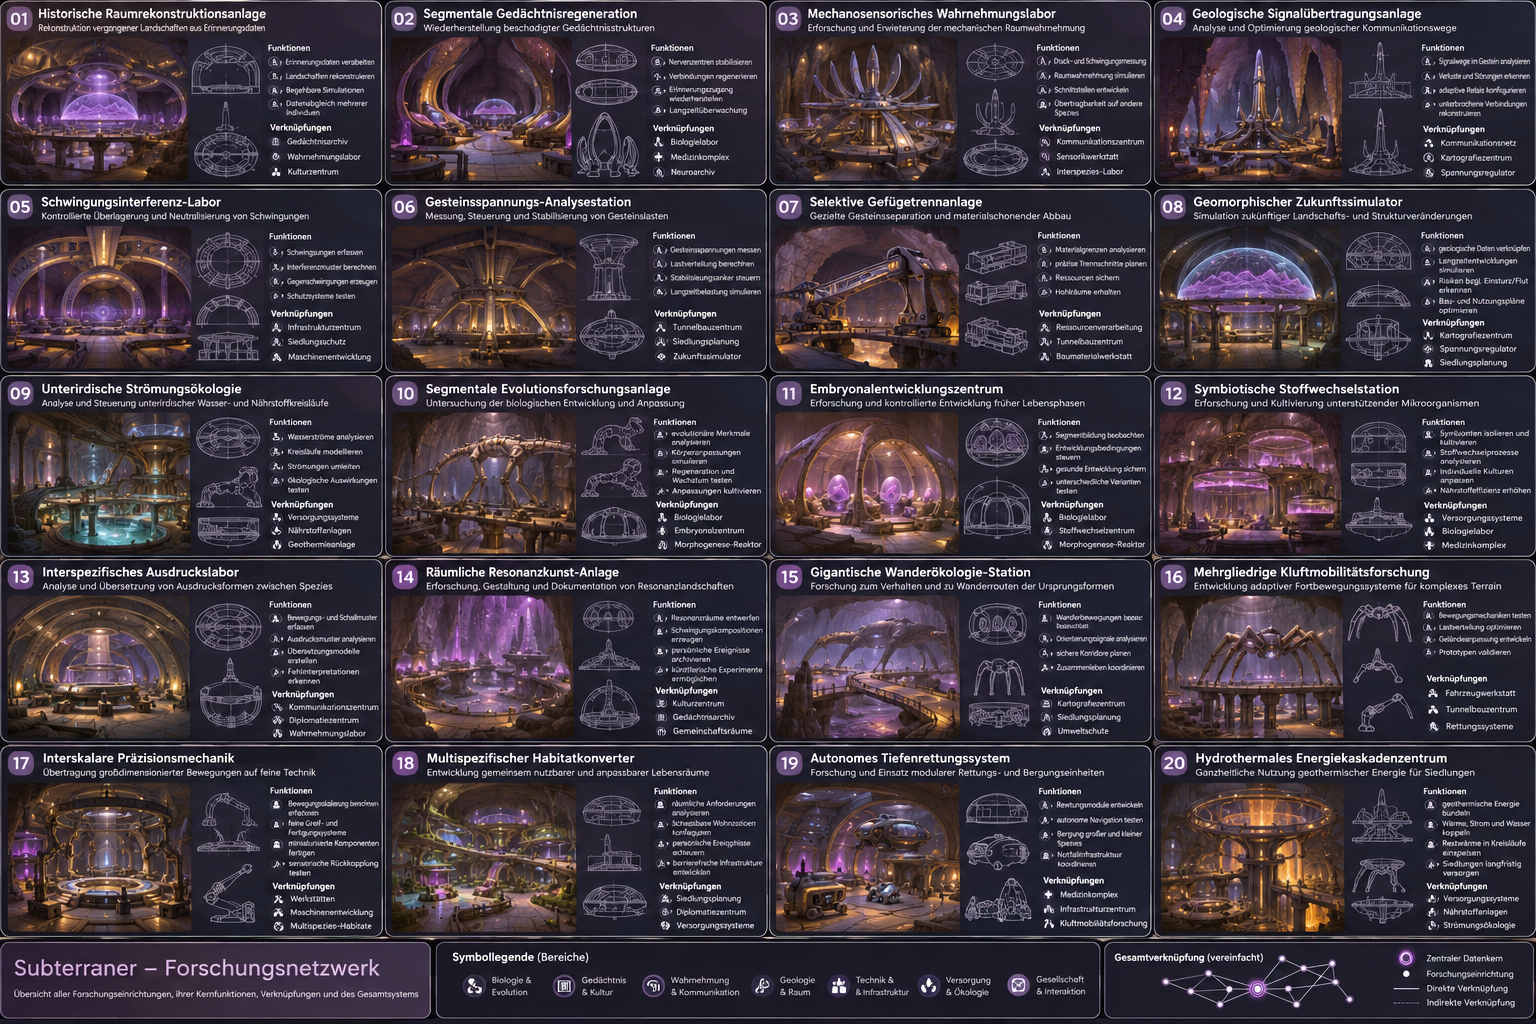 01 Historische Raumrekonstruktionsanlage
Rekonstruktion vergangener Landschaften aus Erinnerungsdaten
Funktionen
Erinnerungsdaten verarbeiten
Landschaften rekonstruieren
Begehbare Simulationen
Datenabgleich mehrerer
Individuen
Verknüpfungen
Gedächtnisarchiv
Wahrnehmungslabor
Kulturzentrum
02 Segmentale Gedächtnisregeneration
Wiederherstellung beschädigter Gedächtnisstrukturen
Funktionen
Nervenzentren stabilisieren
Verbindungen regenerieren
Erinnerungszugang
wiederherstellen
Langzeitüberwachung
Verknüpfungen
Biologielabor
Medizinkomplex
Neuroarchiv
03 Mechanosensorisches Wahrnehmungslabor
Erforschung und Erwieterung der mechanischen Raumwahrnehmung
Funktionen
Druck- und Schwingungsmessung
Raumwahrnehmung simulieren
Schnittstellen entwickeln
Übertragbarkeit auf andere
Spezies
Verknüpfungen
Kommunikationszentrum
Sensorikwerkstatt
Interspezies-Labor
04 Geologische Signalübertragungsanlage
Analyse und Optimierung geologischer Kommunikationswege
Funktionen
Signalwege im Gestein analysieren
Verluste und Störungen erkennen
adaptive Relais konfigurieren
unterbrochene Verbindungen
rekonstruieren
Verknüpfungen
Kommunikationsnetz
Kartografiezentrum
Spannungsregulator
05 Schwingungsinterferenz-Labor
Kontrollierte Überlagerung und Neutralisierung von Schwingungen
Funktionen
Schwingungen erfassen
Interferenzmuster berechnen
Gegenschwingungen erzeugen
Schutzsysteme testen
Verknüpfungen
Infrastrukturzentrum
Siedlungsschutz
Maschinenentwicklung
06 Gesteinsspannungs-Analysestation
Messung, Steuerung und Stabilisierung von Gesteinslasten
Funktionen
Gesteinsspannungen messen
Lastverteilung berechnen
Stabilisierungsanker steuern
Langzeitbelastung simulieren
Verknüpfungen
Tunnelbauzentrum
Siedlungsplanung
Zukunftssimulator
07 Selektive Gefügetrennanlage
Gezielte Gesteinsseparation und materialschonender Abbau
Funktionen
Materialgrenzen analysieren
präzise Trennschnitte planen
Ressourcen sichern
Hohlräume erhalten
Verknüpfungen
Ressourcenverarbeitung
Tunnelbauzentrum
Baumaterialwerkstatt
08 Geomorphischer Zukunftssimulator
Simulation zukünftiger Landschafts- und Strukturveränderungen
Funktionen
geologische Daten verknüpfen
Langzeitentwicklungen
simulieren
Risiken bzgl. Einsturz/Flut
erkennen
Bau- und Nutzungspläne
optimieren
Verknüpfungen
Kartografiezentrum
Spannungsregulator
Siedlungsplanung
09 Unterirdische Strömungsökologie
Analyse und Steuerung unterirdischer Wasser- und Nährstoffkreisläufe
Funktionen
Wasserströme analysieren
Kreisläufe modellieren
Strömungen umleiten
Ökologische Auswirkungen
testen
Verknüpfungen
Versorgungssysteme
Nährstoffanlagen
Geothermieanlage
10 Segmentale Evolutionsforschungsanlage
Untersuchung der biologischen Entwicklung und Anpassung
Funktionen
evolutionäre Merkmale
analysieren
Körperanpassungen
simulieren
Regeneration und
Wachstum testen
Anpassungen kultivieren
Verknüpfungen
Biologielabor
Embryonalzentrum
Morphogenese-Reaktor
11 Embryonalentwicklungszentrum
Erforschung und kontrollierte Entwicklung früher Lebensphasen
Funktionen
Segmentbildung beobachten
Entwicklungsbedingungen
steuern
gesunde Entwicklung sichern
unterschiedliche Varianten
testen
Verknüpfungen
Biologielabor
Stoffwechselzentrum
Morphogenese-Reaktor
12 Symbiotische Stoffwechselstation
Erforschung und Kultivierung unterstützender Mikroorganismen
Funktionen
Symbionten isolieren und
kultivieren
Stoffwechselprozesse
analysieren
individuelle Kulturen
anpassen
Nährstoffeffizienz erhöhen
Verknüpfungen
Versorgungssysteme
Biologielabor
Medizinkomplex
13 Interspezifisches Ausdruckslabor
Analyse und Übersetzung von Ausdrucksformen zwischen Spezies
Funktionen
Bewegungs- und Schallmuster
erfassen
Ausdrucksmuster analysieren
Übersetzungsmodelle
erstellen
Fehlinterpretationen
erkennen
Verknüpfungen
Kommunikationszentrum
Diplomatiezentrum
Wahrnehmungslabor
14 Räumliche Resonanzkunst-Anlage
Erforschung, Gestaltung und Dokumentation von Resonanzlandschaften
Funktionen
Resonanzräume entwerfen
Schwingungskompositionen
erzeugen
persönliche Ereignisse
archivieren
künstlerische Experimente
ermöglichen
Verknüpfungen
Kulturzentrum
Gedächtnisarchiv
Gemeinschaftsräume
15 Gigantische Wanderökologie-Station
Forschung zum Verhalten und zu Wanderrouten der Ursprungsformen
Funktionen
Wanderbewegungen
Orientierungssignale analysieren
sichere Korridore planen
Zusammenleben koordinieren
Verknüpfungen
Kartografiezentrum
Siedlungsplanung
Umweltschute
16 Mehrgliedrige Kluftmobilitätsforschung
Entwicklung adaptiver Fortbewegungssysteme für komplexes Terrain
Funktionen
Bewegungsmechaniken testen
Lastverteilung optimieren
Geländeanpassung entwickeln
Prototypen validieren
Verknüpfungen
Fahrzeugwerkstatt
Tunnelbauzentrum
Rettungssysteme
17 Interskalare Präzisionsmechanik
Übertragung großdimensionierter Bewegungen auf feine Technik
Funktionen
Bewegungsskalierung
erfassen
feine Greif- und
fertigungssysteme
miniaturisierte Komponenten
fertigen
sensorische Rückkopplung
testen
Verknüpfungen
Werkstätten
Maschinenentwicklung
Multispezies-Habitate
18 Multispezifischer Habitatkonverter
Entwicklung gemeinsam nutzbarer und anpassbarer Lebensräume
Funktionen
räumliche Anforderungen
analysieren
persönliche Ereignisse
barrierefreie Infrastrukture
entwickeln
Verknüpfungen
Siedlungsplanung
Diplomatiezentrum
Versorgungssysteme
19 Autonomes Tiefenrettungssystem
Forschung und Einsatz modularer Rettungs- und Bergungseinheiten
Funktionen
Rewtungsmodule entwickeln
autonome Navigation testen
Bergung großer und kleiner
Spezies
Notfallinfrastruktur
koordinieren
Verknüpfungen
Medizinkomplex
Infrastrukturzentrum
Kluftmobilitätsforschung
20 Hydrothermales Energiekaskadenzentrum
Ganzheitliche Nutzung geothermischer Energie für Siedlungen
Funktionen
geothermische Energie
bündeln
Wärme, Strom und Wasser
koppeln
Restwärme in Kreisläufe
einspeisen
Siedlungen langfristig
versorgen
Verknüpfungen
Versorgungssysteme
Nährstoffanlagen
Strömungsökologie
Subterraner – Forschungsnetzwerk
Übersicht aller Forschungseinrichtungen, ihrer Kernfunktionen, Verknüpfungen und des Gesamtsystems
Symbollegende (Bereiche)
Biologie &
Evolution
Gedächtnis
& Kultur
Wahrnehmung
& Kommunikation
Geologie
& Raum
Technik &
& Infrastruktur
Versorgung
& Ökologie
Gesellschaft
& Interaktion
Gesamtverknüpfung (vereinfacht)
Zentraler Datenkern
Forschungseinrichtung
Direkte Verknüpfung
Indirekte Verknüpfung